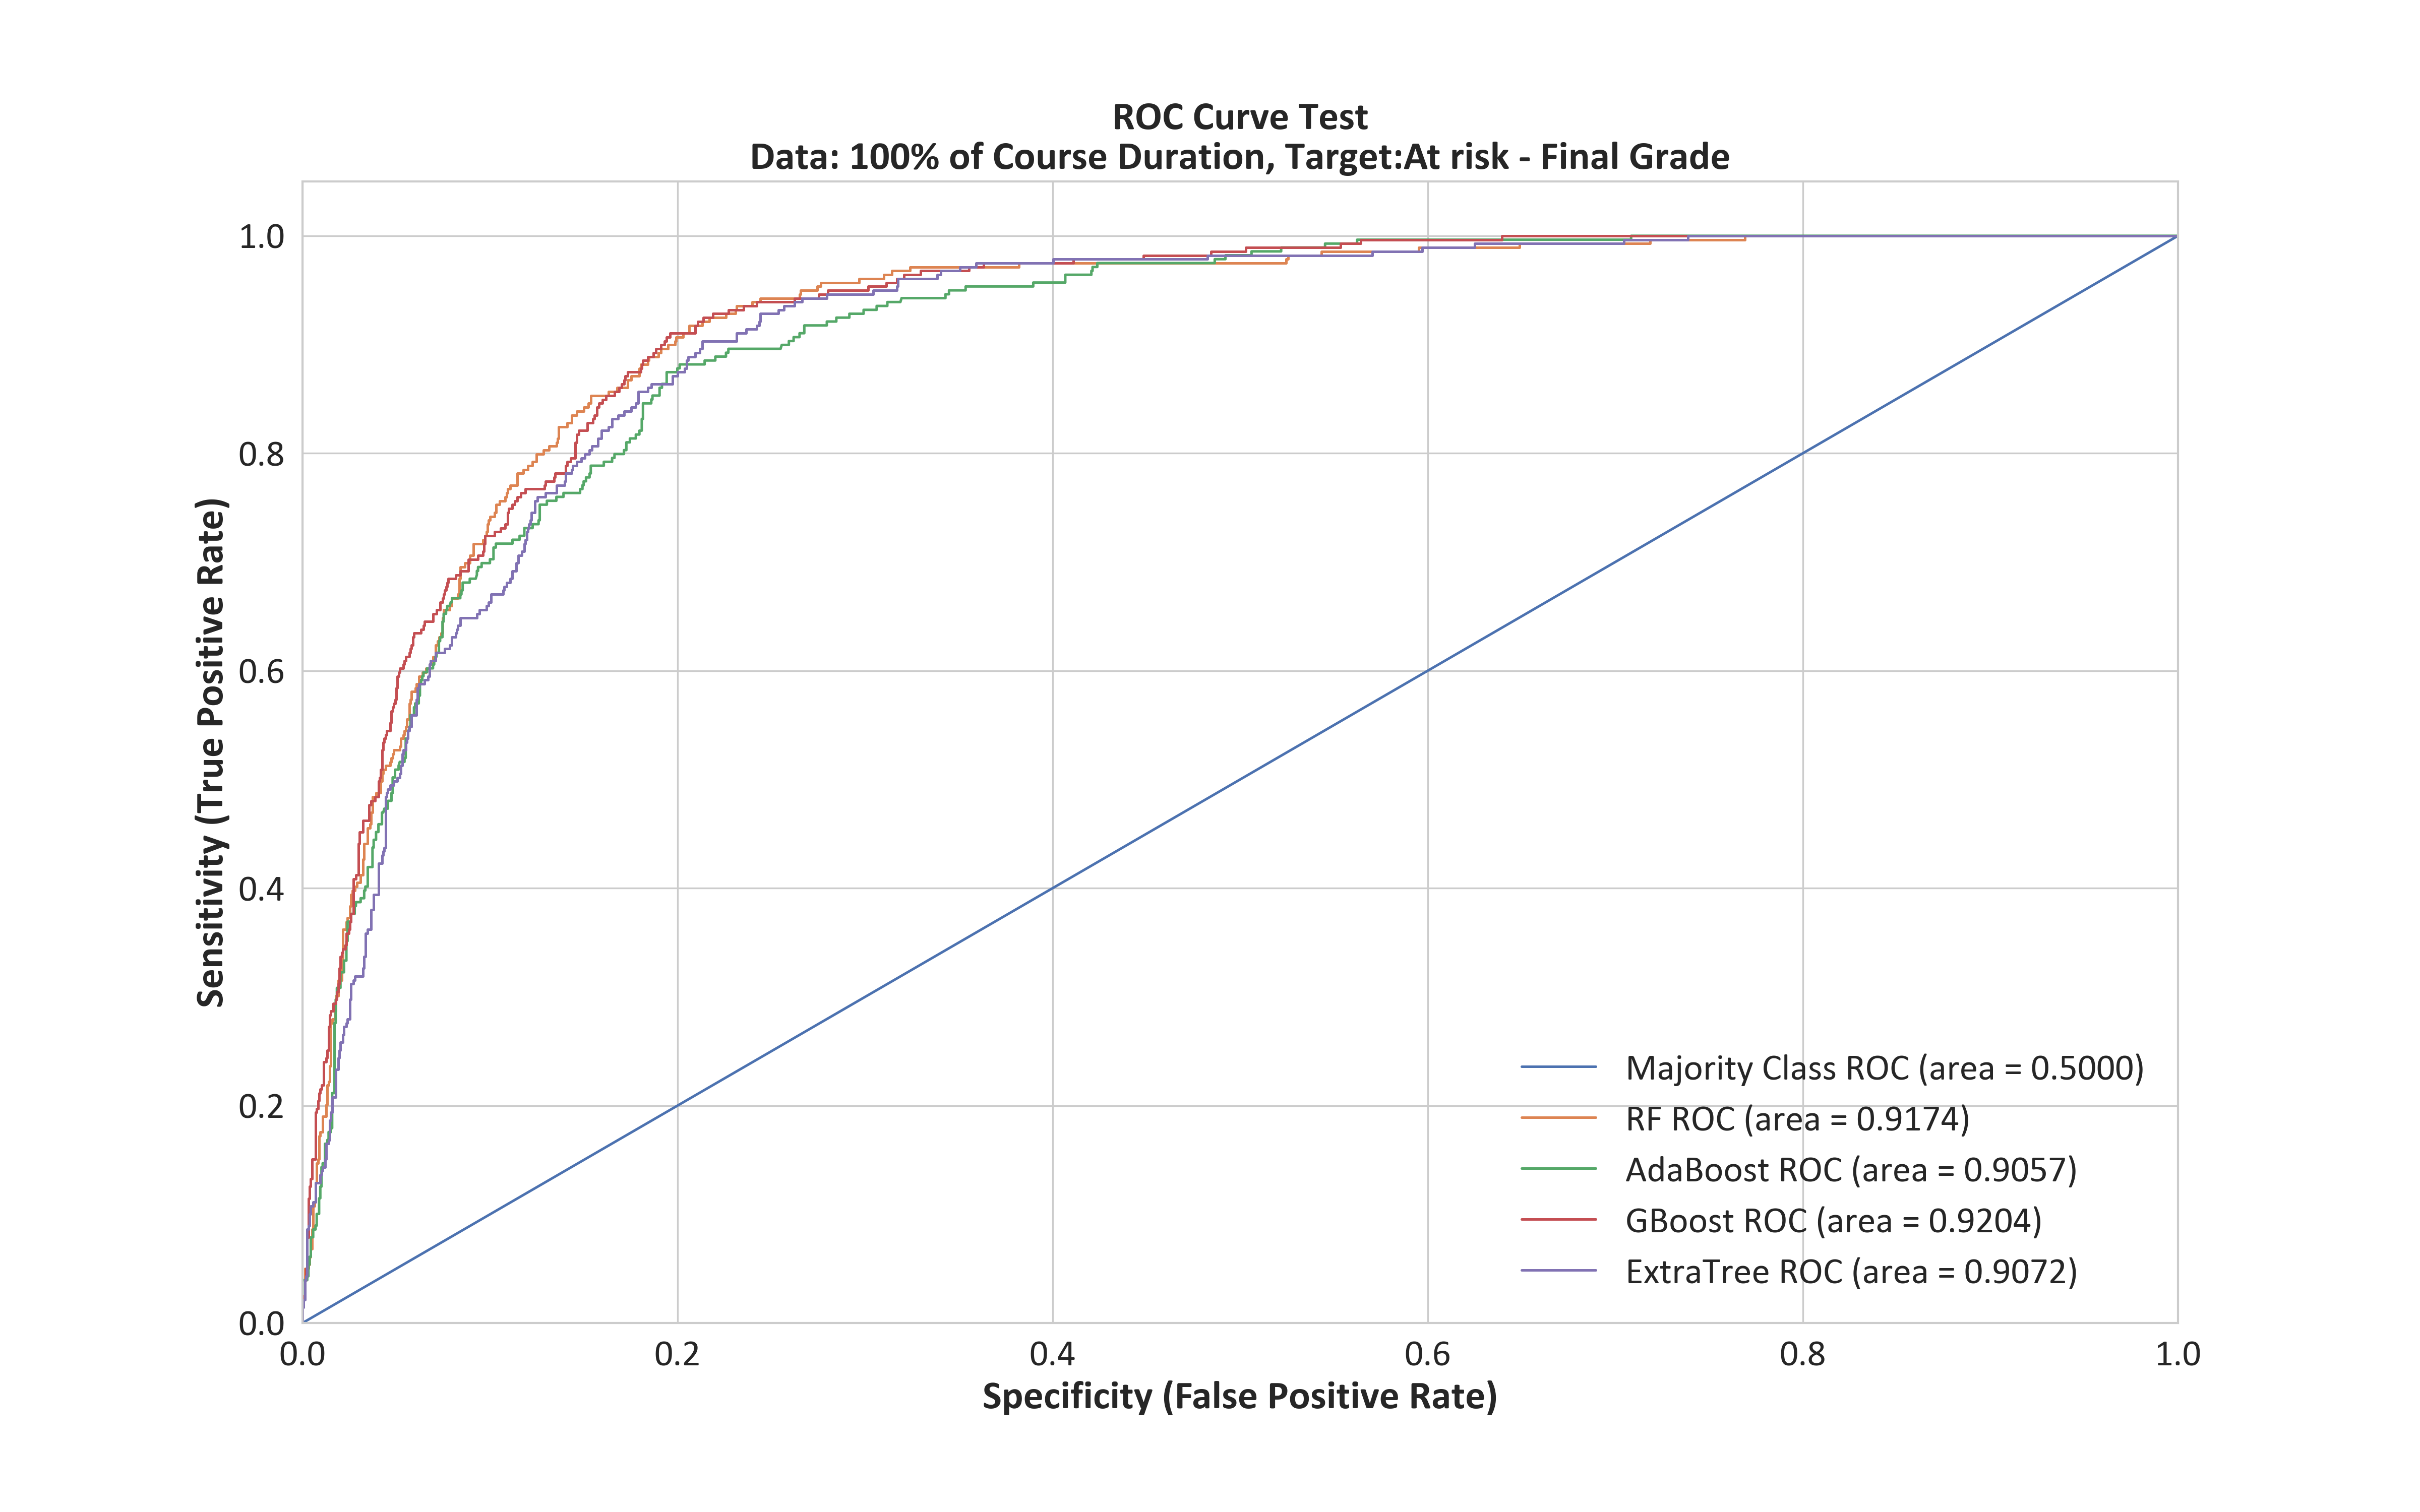 ROC Curve Test
Data: 100% of Course Duration, Target:At risk - Final Grade
Sensitivity (True Positive Rate)
1.0
0.8
0.6
0.4
0.2
0.0
0.0 0.2 0.4 0.6 0.8 1.0
Specificity (False Positive Rate)
Majority Class ROC (area = 0.5000)
RF ROC (area = 0.9174)
AdaBoost ROC (area = 0.9057)
GBoost ROC (area = 0.9204)
ExtraTree ROC (area = 0.9072)